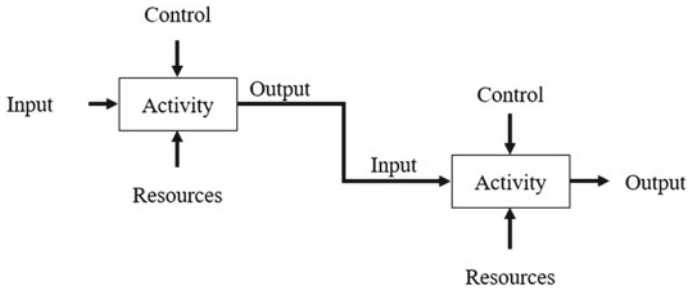 Control
Input
Activity
Output
Resources
Control
Input
Activity
Output
Resources